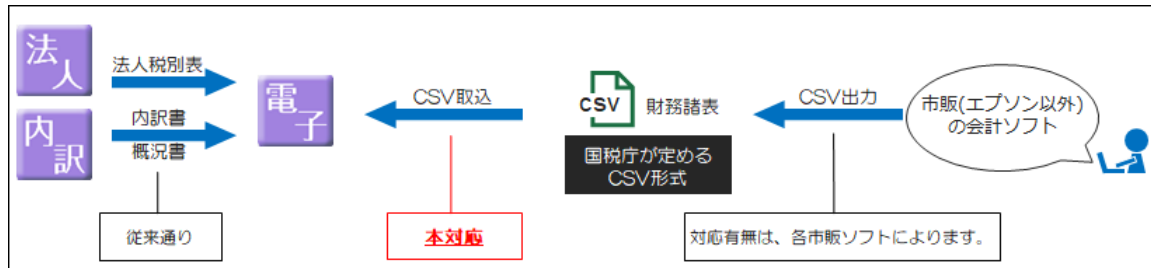 法人
法人税別表
内訳
内訳書
概況書
従来通り
電子
CSV取込
本対応
CSV
財務諸表
国税庁が定める
CSV形式
CSV出力
市販(エプソン以外)
の会計ソフト
対応有無は、各市販ソフトによります。